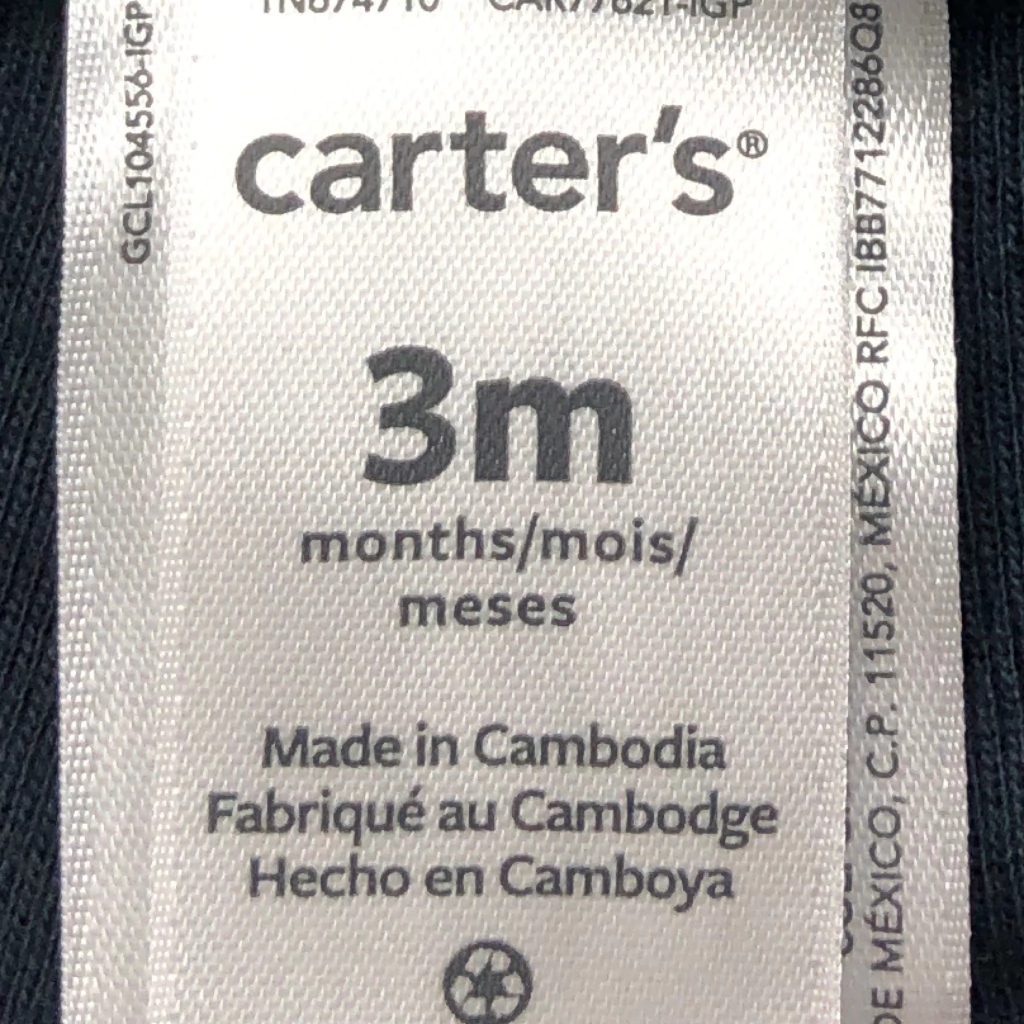 carter's®
3m
months/mois/
meses
Made in Cambodia
Fabriqué au Cambodge
Hecho en Camboya
GCL104556-IGP
DE MÉXICO, C.P. 11520, MÉXICO RFC IBB7712286Q8